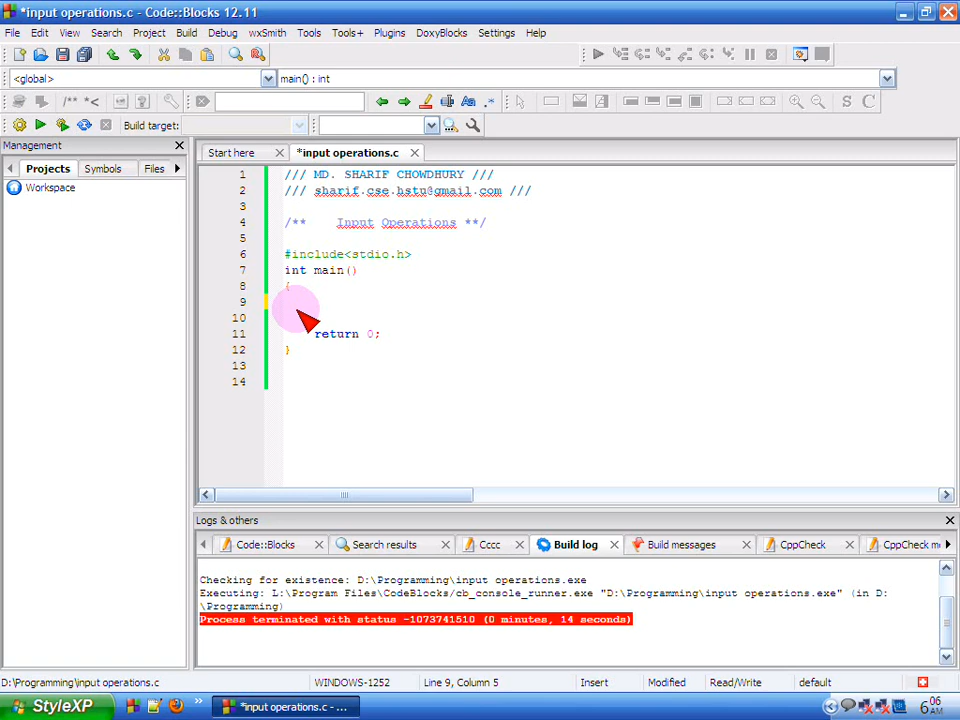 *input operations.c - Code::Blocks 12.11
File Edit View Search Project Build Debug wxSmith Tools Tools+ Plugins DoxyBlocks Settings Help
<global> main() : int
/** *< Aa .* S C
Build target:
Management
Projects Symbols Files
Workspace
Start here *input operations.c
1 /// MD. SHARIF CHOWDHURY ///
2 /// sharif.cse.hstu@gmail.com ///
3
4 /** Input Operations **/
5
6 #include<stdio.h>
7 int main()
8 {
9
10
11 return 0;
12 }
13
14
Logs & others
Code::Blocks Search results Cccc Build log Build messages CppCheck CppCheck me
Checking for existence: D:\Programming\input operations.exe
Executing: L:\Program Files\CodeBlocks/cb_console_runner.exe "D:\Programming\input operations.exe" (in D:
\Programming)
Process terminated with status -1073741510 (0 minutes, 14 seconds)
D:\Programming\input operations.c WINDOWS-1252 Line 9, Column 5 Insert Modified Read/Write default
StyleXP *input operations.c - ... 6 06 AM